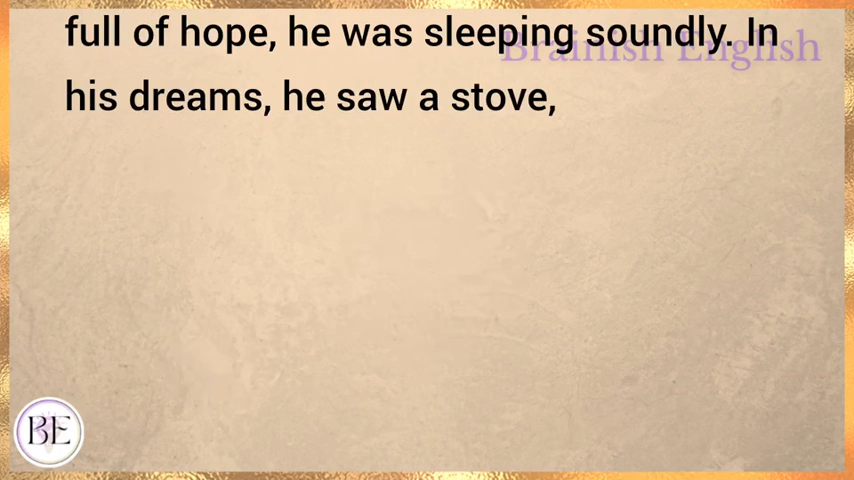 full of hope, he was sleeping soundly. In
Brainish English
his dreams, he saw a stove,
BE